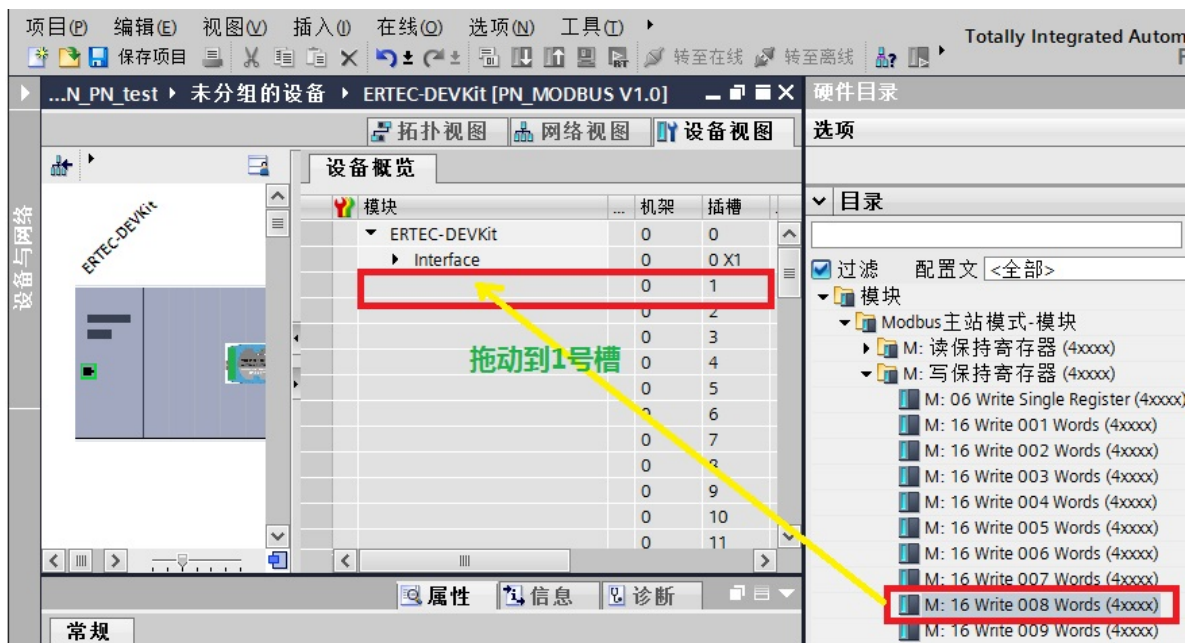 项目(P) 编辑(E) 视图(V) 插入(I) 在线(O) 选项(N) 工具(T)
Totally Integrated Autom
保存项目 转至在线 转至离线
...N_PN_test 未分组的设备 ERTEC-DEVKit [PN_MODBUS V1.0]
硬件目录
拓扑视图 网络视图 设备视图
选项
设备与网络
ERTEC-DEVKit
设备概览
模块 ... 机架 插槽
ERTEC-DEVKit 0 0
Interface 0 0 X1
0 1
0 2
0 3
拖动到1号槽
0 4
0 5
0 6
0 7
0 8
0 9
0 10
0 11
目录
过滤 配置文 <全部>
模块
Modbus主站模式-模块
M: 读保持寄存器 (4xxxx)
M: 写保持寄存器 (4xxxx)
M: 06 Write Single Register (4xxxx)
M: 16 Write 001 Words (4xxxx)
M: 16 Write 002 Words (4xxxx)
M: 16 Write 003 Words (4xxxx)
M: 16 Write 004 Words (4xxxx)
M: 16 Write 005 Words (4xxxx)
M: 16 Write 006 Words (4xxxx)
M: 16 Write 007 Words (4xxxx)
M: 16 Write 008 Words (4xxxx)
M: 16 Write 009 Words (4xxxx)
属性 信息 诊断
常规